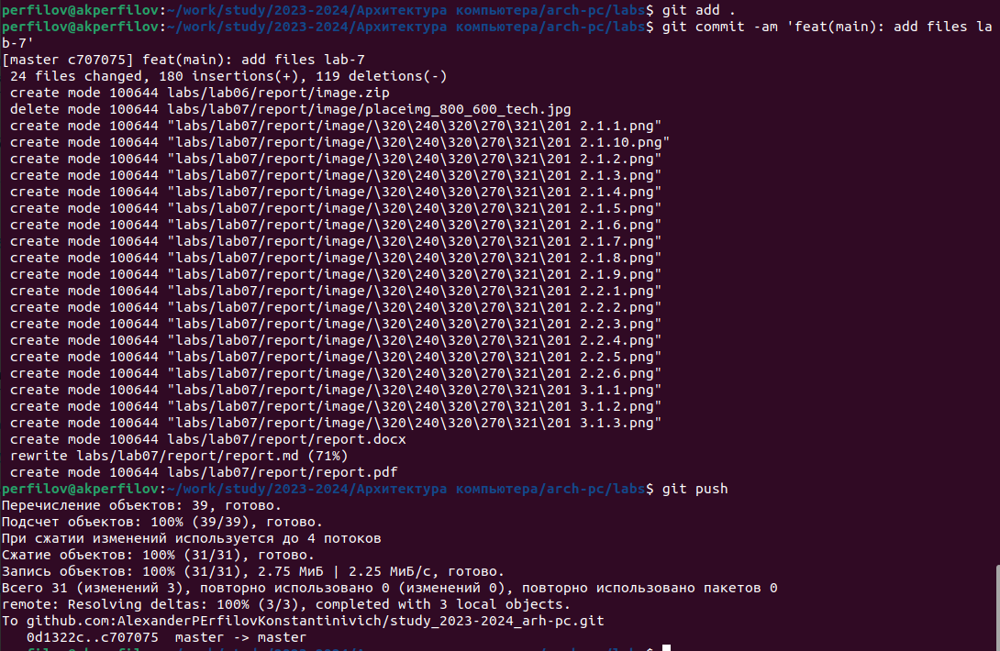 perfilov@akperfilov:~/work/study/2023-2024/Архитектура компьютера/arch-pc/labs$ git add .
perfilov@akperfilov:~/work/study/2023-2024/Архитектура компьютера/arch-pc/labs$ git commit -am 'feat(main): add files la
b-7'
[master c707075] feat(main): add files lab-7
 24 files changed, 180 insertions(+), 119 deletions(-)
 create mode 100644 labs/lab06/report/image.zip
 delete mode 100644 labs/lab07/report/image/placeimg_800_600_tech.jpg
 create mode 100644 "labs/lab07/report/image/\320\240\320\270\321\201 2.1.1.png"
 create mode 100644 "labs/lab07/report/image/\320\240\320\270\321\201 2.1.10.png"
 create mode 100644 "labs/lab07/report/image/\320\240\320\270\321\201 2.1.2.png"
 create mode 100644 "labs/lab07/report/image/\320\240\320\270\321\201 2.1.3.png"
 create mode 100644 "labs/lab07/report/image/\320\240\320\270\321\201 2.1.4.png"
 create mode 100644 "labs/lab07/report/image/\320\240\320\270\321\201 2.1.5.png"
 create mode 100644 "labs/lab07/report/image/\320\240\320\270\321\201 2.1.6.png"
 create mode 100644 "labs/lab07/report/image/\320\240\320\270\321\201 2.1.7.png"
 create mode 100644 "labs/lab07/report/image/\320\240\320\270\321\201 2.1.8.png"
 create mode 100644 "labs/lab07/report/image/\320\240\320\270\321\201 2.1.9.png"
 create mode 100644 "labs/lab07/report/image/\320\240\320\270\321\201 2.2.1.png"
 create mode 100644 "labs/lab07/report/image/\320\240\320\270\321\201 2.2.2.png"
 create mode 100644 "labs/lab07/report/image/\320\240\320\270\321\201 2.2.3.png"
 create mode 100644 "labs/lab07/report/image/\320\240\320\270\321\201 2.2.4.png"
 create mode 100644 "labs/lab07/report/image/\320\240\320\270\321\201 2.2.5.png"
 create mode 100644 "labs/lab07/report/image/\320\240\320\270\321\201 2.2.6.png"
 create mode 100644 "labs/lab07/report/image/\320\240\320\270\321\201 3.1.1.png"
 create mode 100644 "labs/lab07/report/image/\320\240\320\270\321\201 3.1.2.png"
 create mode 100644 "labs/lab07/report/image/\320\240\320\270\321\201 3.1.3.png"
 create mode 100644 labs/lab07/report/report.docx
 rewrite labs/lab07/report/report.md (71%)
 create mode 100644 labs/lab07/report/report.pdf
perfilov@akperfilov:~/work/study/2023-2024/Архитектура компьютера/arch-pc/labs$ git push
Перечисление объектов: 39, готово.
Подсчет объектов: 100% (39/39), готово.
При сжатии изменений используется до 4 потоков
Сжатие объектов: 100% (31/31), готово.
Запись объектов: 100% (31/31), 2.75 МиБ | 2.25 МиБ/с, готово.
Всего 31 (изменений 3), повторно использовано 0 (изменений 0), повторно использовано пакетов 0
remote: Resolving deltas: 100% (3/3), completed with 3 local objects.
To github.com:AlexanderPErfilovKonstantinivich/study_2023-2024_arh-pc.git
   0d1322c..c707075  master -> master